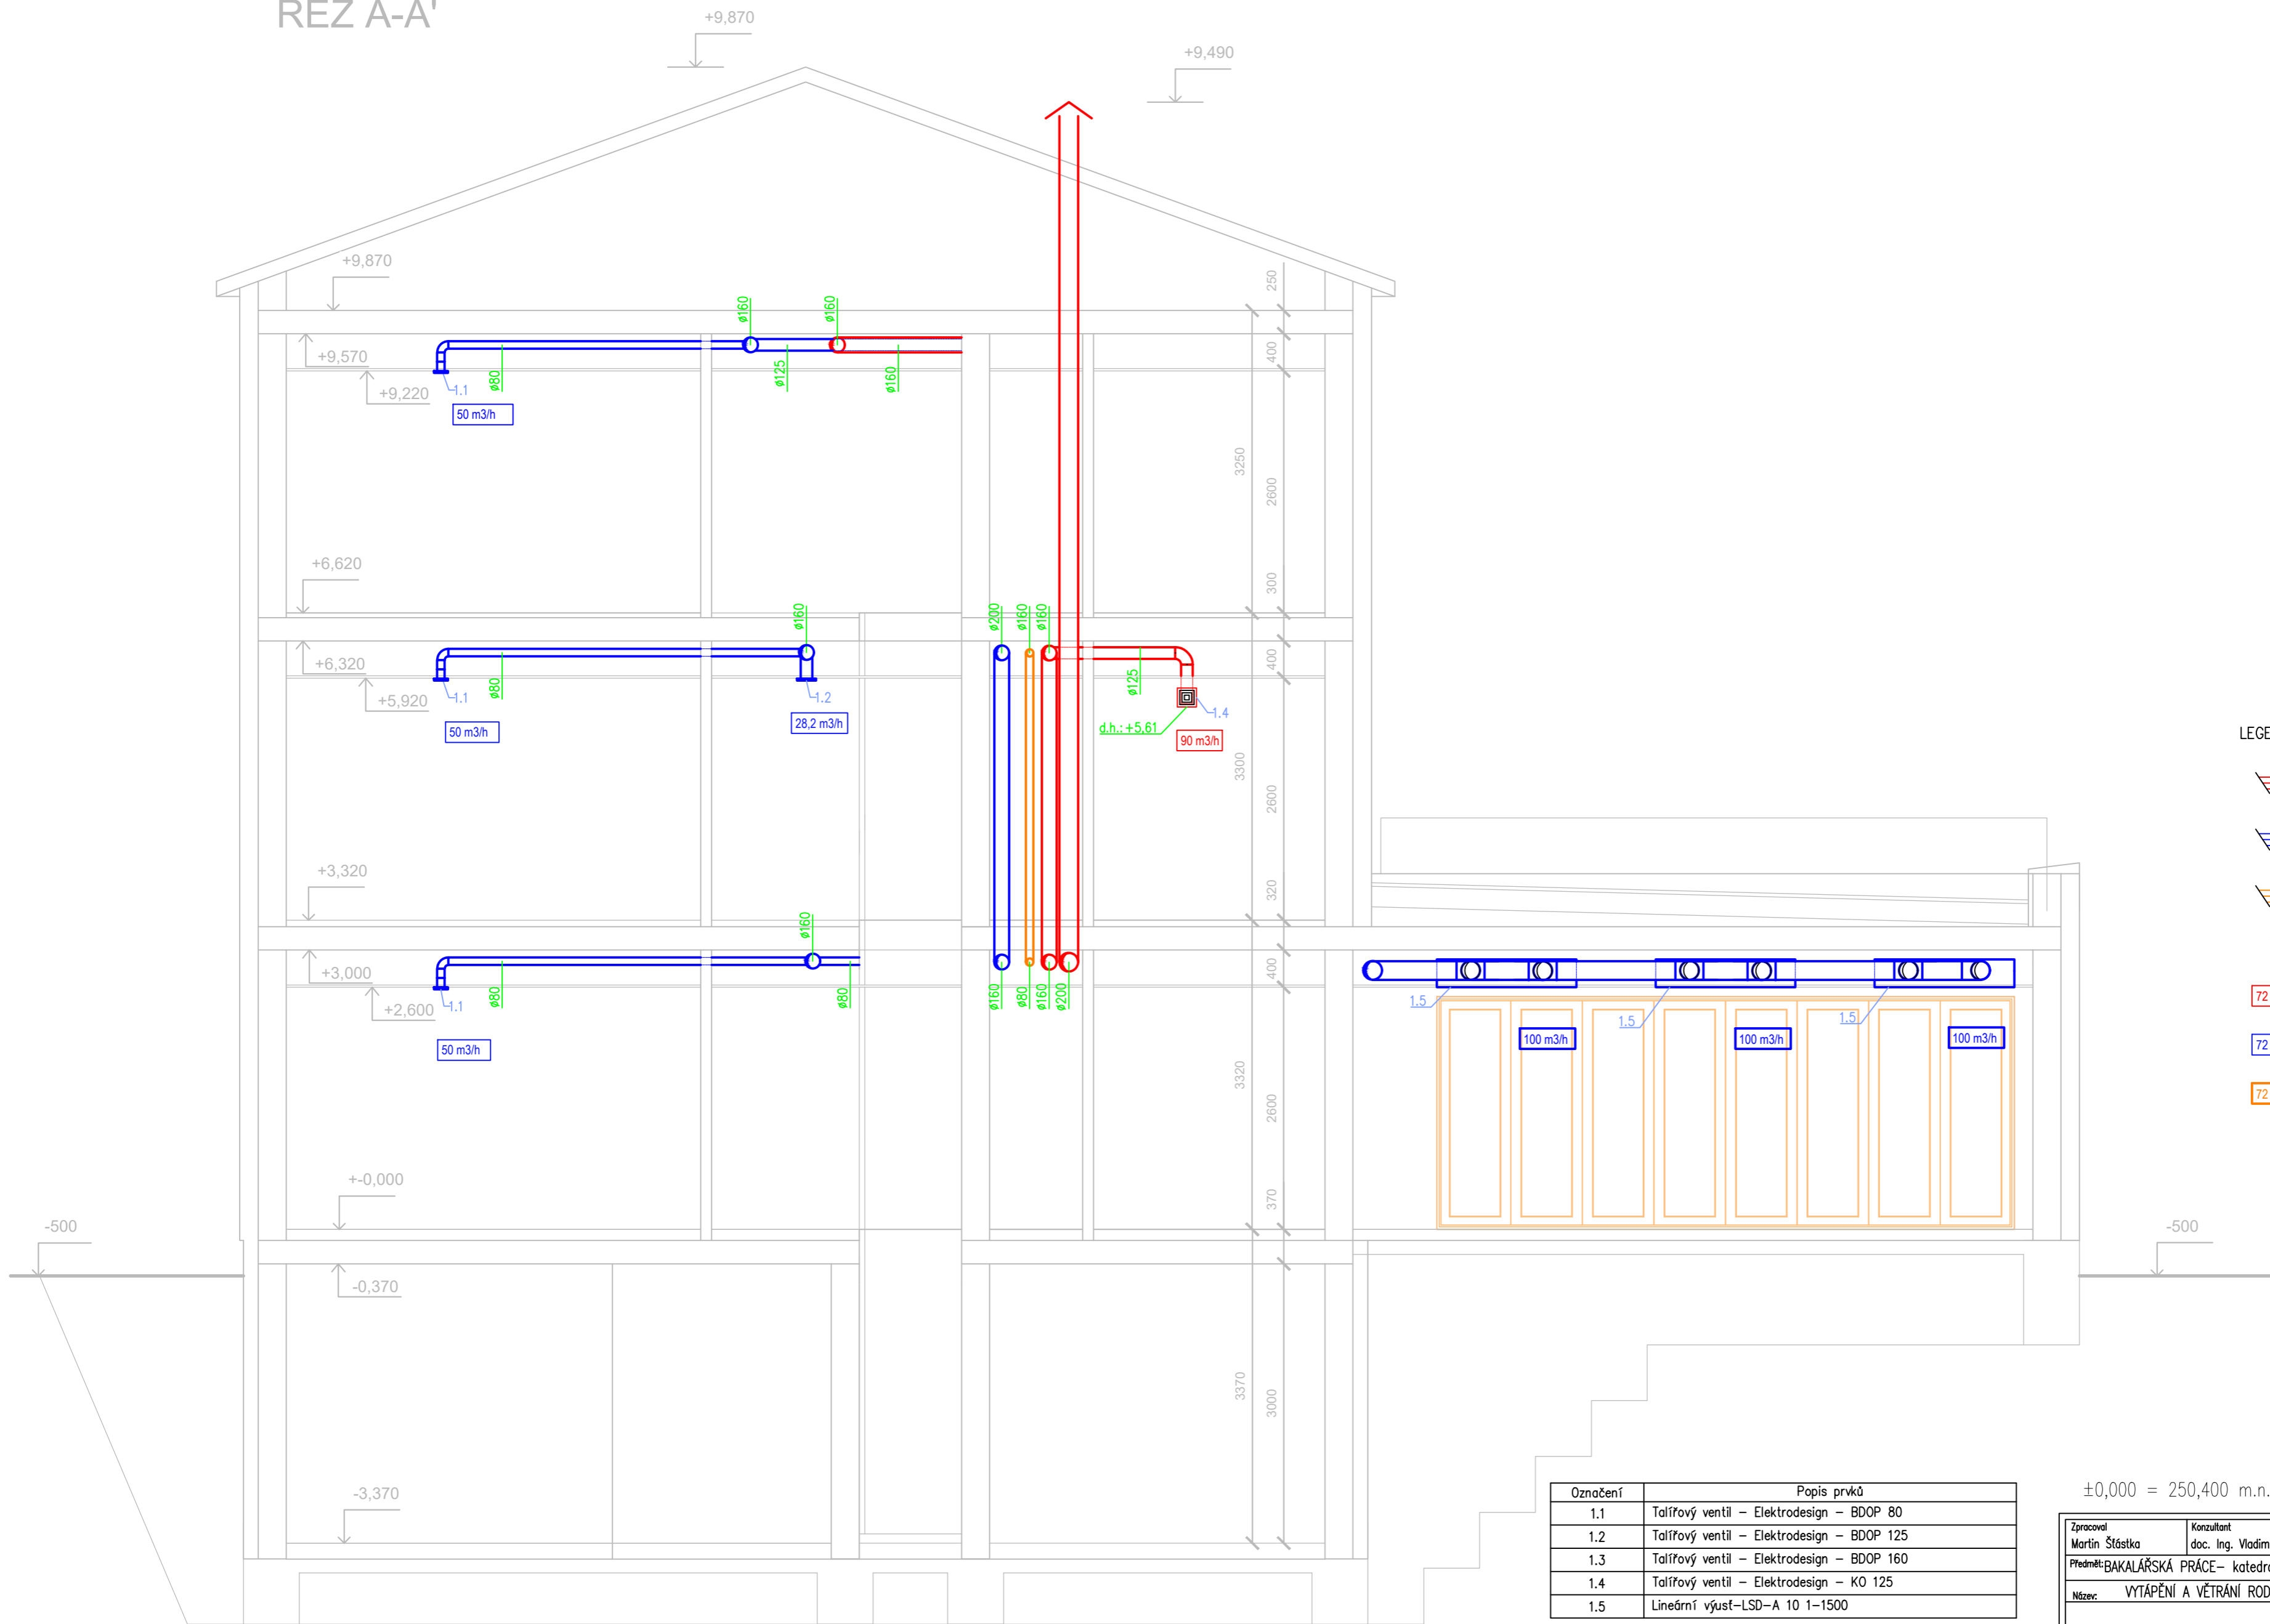 ŘEZ A-A'
+9,870
+9,490
+9,870
250
ø160
ø160
+9,570
400
ø80
ø125
ø160
1.1
+9,220
50 m3/h
3250
2600
+6,620
300
ø160
ø200
ø160
ø160
+6,320
400
ø80
ø125
1.1
1.2
+5,920
1.4
28,2 m3/h
d.h.: +5,61
50 m3/h
90 m3/h
LEGE
3300
2600
+3,320
320
ø160
+3,000
400
ø80
ø80
ø160
ø80
ø160
ø200
1.1
+2,600
1.5
1.5
1.5
72
50 m3/h
100 m3/h
100 m3/h
100 m3/h
72
3320
2600
72
+-0,000
370
-500
-500
-0,370
3370
3000
-3,370
Označení Popis prvků
1.1 Talířový ventil – Elektrodesign – BDOP 80
1.2 Talířový ventil – Elektrodesign – BDOP 125
1.3 Talířový ventil – Elektrodesign – BDOP 160
1.4 Talířový ventil – Elektrodesign – KO 125
1.5 Lineární výusť-LSD-A 10 1-1500
±0,000 = 250,400 m.n.
Zpracoval Konzultant
Martin Šťástka doc. Ing. Vladim
Předmět: BAKALÁŘSKÁ PRÁCE– katedr
Název: VYTÁPĚNÍ A VĚTRÁNÍ ROD